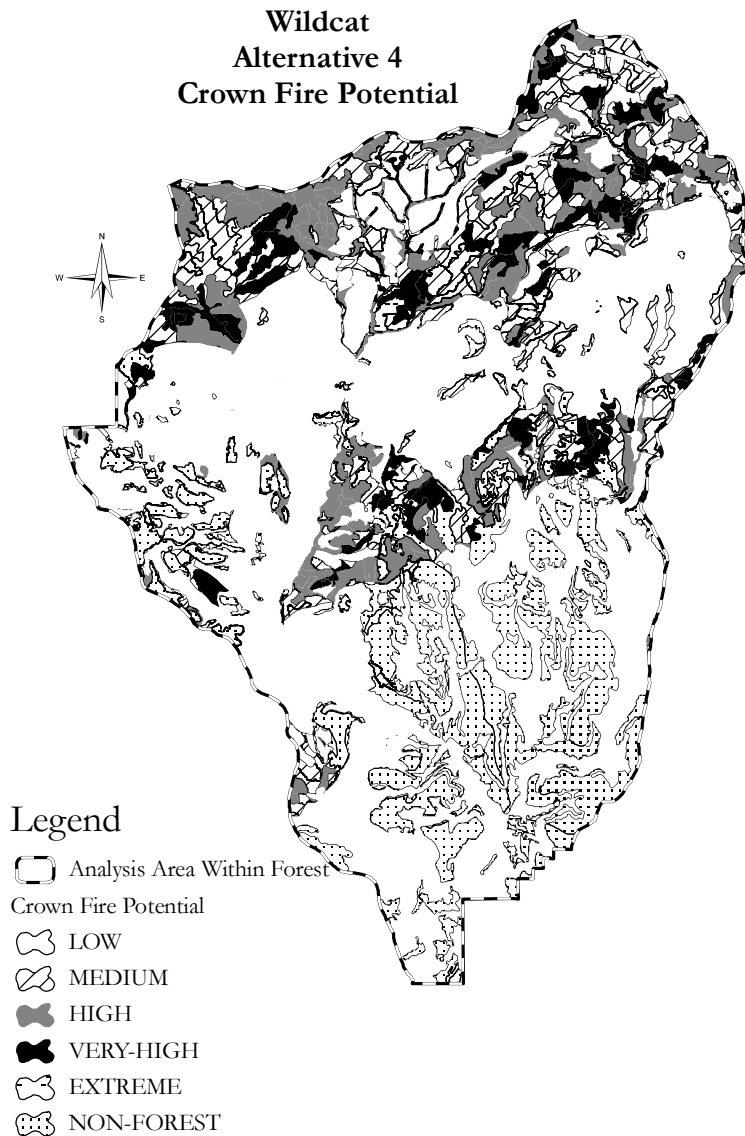 Wildcat
Alternative 4
Crown Fire Potential
N
W
E
S
Legend
Analysis Area Within Forest
Crown Fire Potential
LOW
MEDIUM
HIGH
VERY-HIGH
EXTREME
NON-FOREST